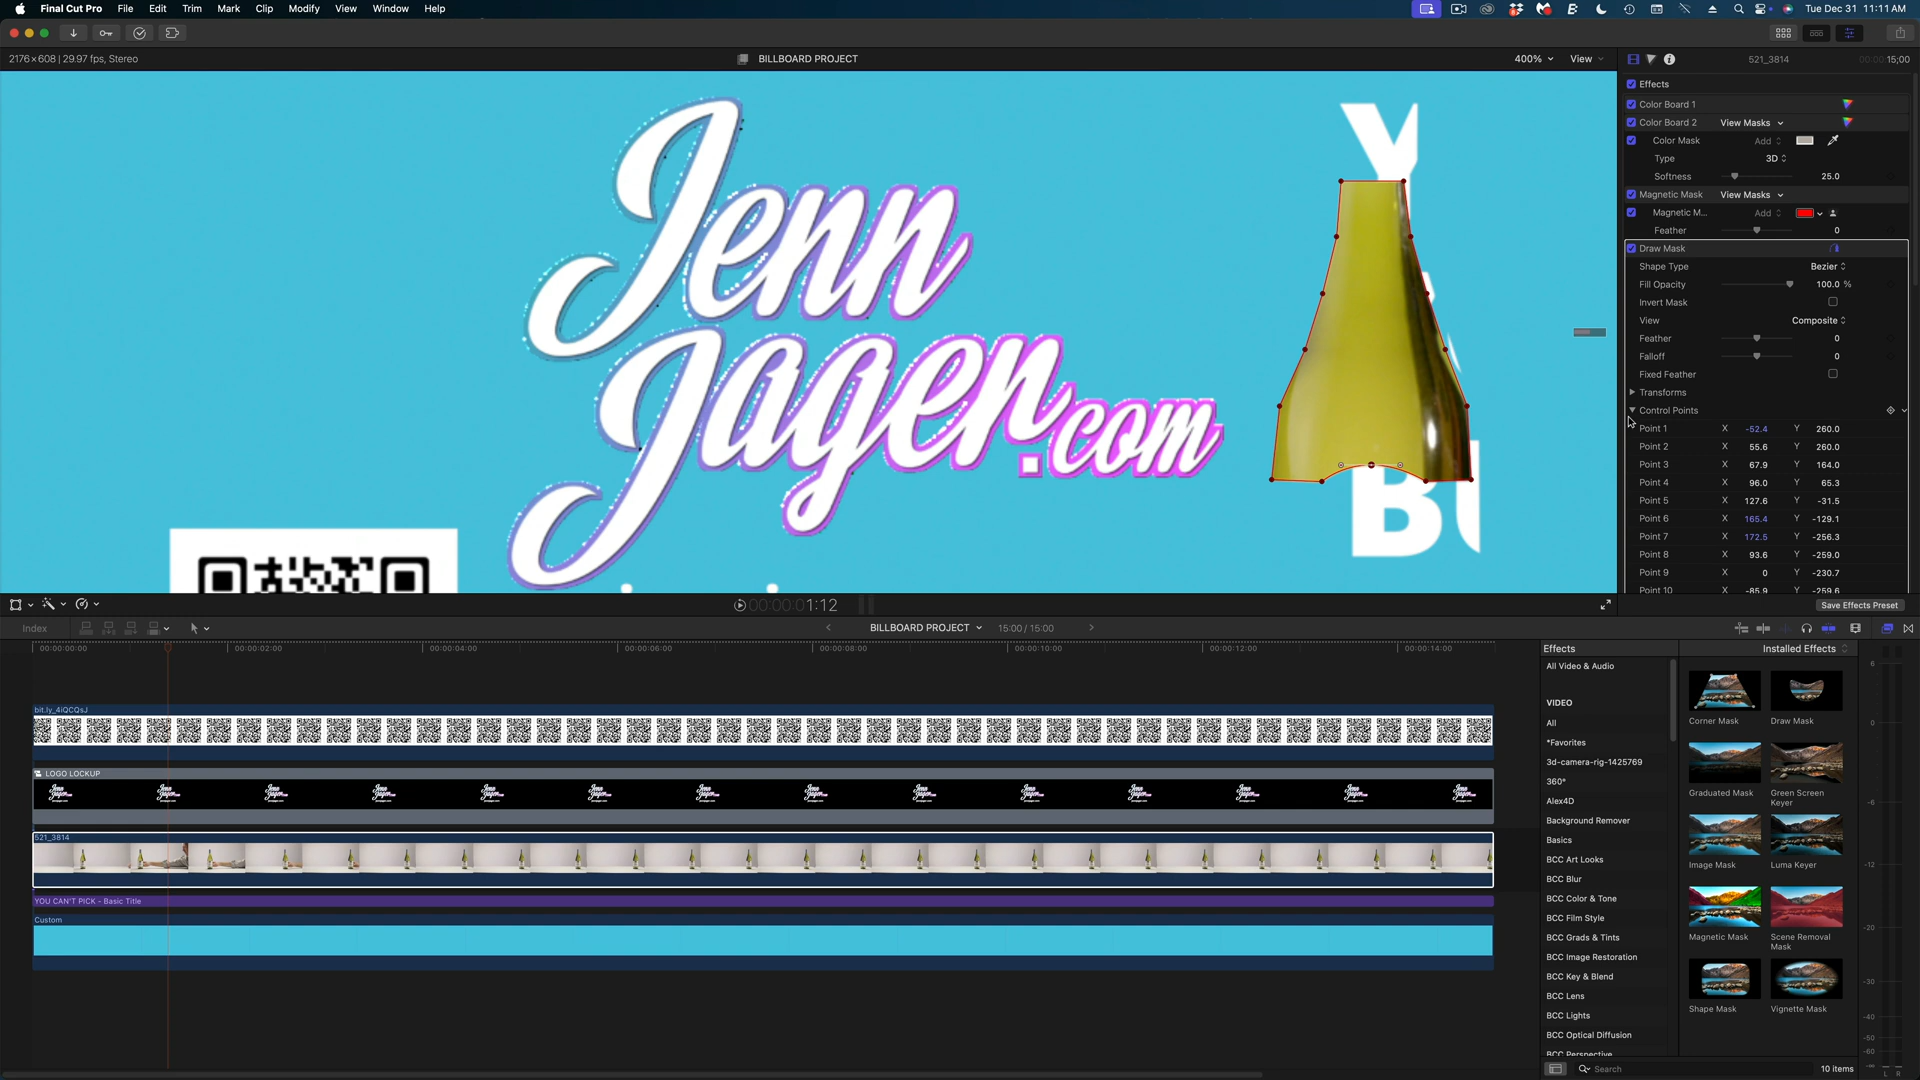 Final Cut Pro File Edit Trim Mark Clip Modify View Window Help Tue Dec 31 11:11 AM
2176 × 608 | 29.97 fps, Stereo BILLBOARD PROJECT 400% View 521_3814 00:00:15;00
Effects
Color Board 1
Color Board 2 View Masks
Color Mask Add
Type 3D
Softness 25.0
Magnetic Mask View Masks
Magnetic M... Add
Feather 0
Draw Mask
Shape Type Bezier
Fill Opacity 100.0 %
Invert Mask
View Composite
Feather 0
Falloff 0
Fixed Feather
Transforms
Control Points
Point 1 X -52.4 Y 260.0
Point 2 X 55.6 Y 260.0
Point 3 X 67.9 Y 164.0
Point 4 X 96.0 Y 65.3
Point 5 X 127.6 Y -31.5
Point 6 X 165.4 Y -129.1
Point 7 X 172.5 Y -256.3
Point 8 X 93.6 Y -259.0
Point 9 X 0 Y -230.7
Point 10 X -85.9 Y -259.6
Save Effects Preset
Jenn
Jager.com
Y
BU
00:00:01:12
Index BILLBOARD PROJECT 15:00 / 15:00
00:00:00:00 00:00:02:00 00:00:04:00 00:00:06:00 00:00:08:00 00:00:10:00 00:00:12:00 00:00:14:00
bit.ly_4iQCQsJ
LOGO LOCKUP
521_3814
YOU CAN'T PICK - Basic Title
Custom
Effects Installed Effects
All Video & Audio
VIDEO
All
*Favorites
3d-camera-rig-1425769
360°
Alex4D
Background Remover
Basics
BCC Art Looks
BCC Blur
BCC Color & Tone
BCC Film Style
BCC Grads & Tints
BCC Image Restoration
BCC Key & Blend
BCC Lens
BCC Lights
BCC Optical Diffusion
BCC Perspective
Corner Mask Draw Mask
Graduated Mask Green Screen
Keyer
Image Mask Luma Keyer
Magnetic Mask Scene Removal
Mask
Shape Mask Vignette Mask
Search 10 items
6
0
-6
-12
-20
-30
-40
-50
-60
-∞
L R